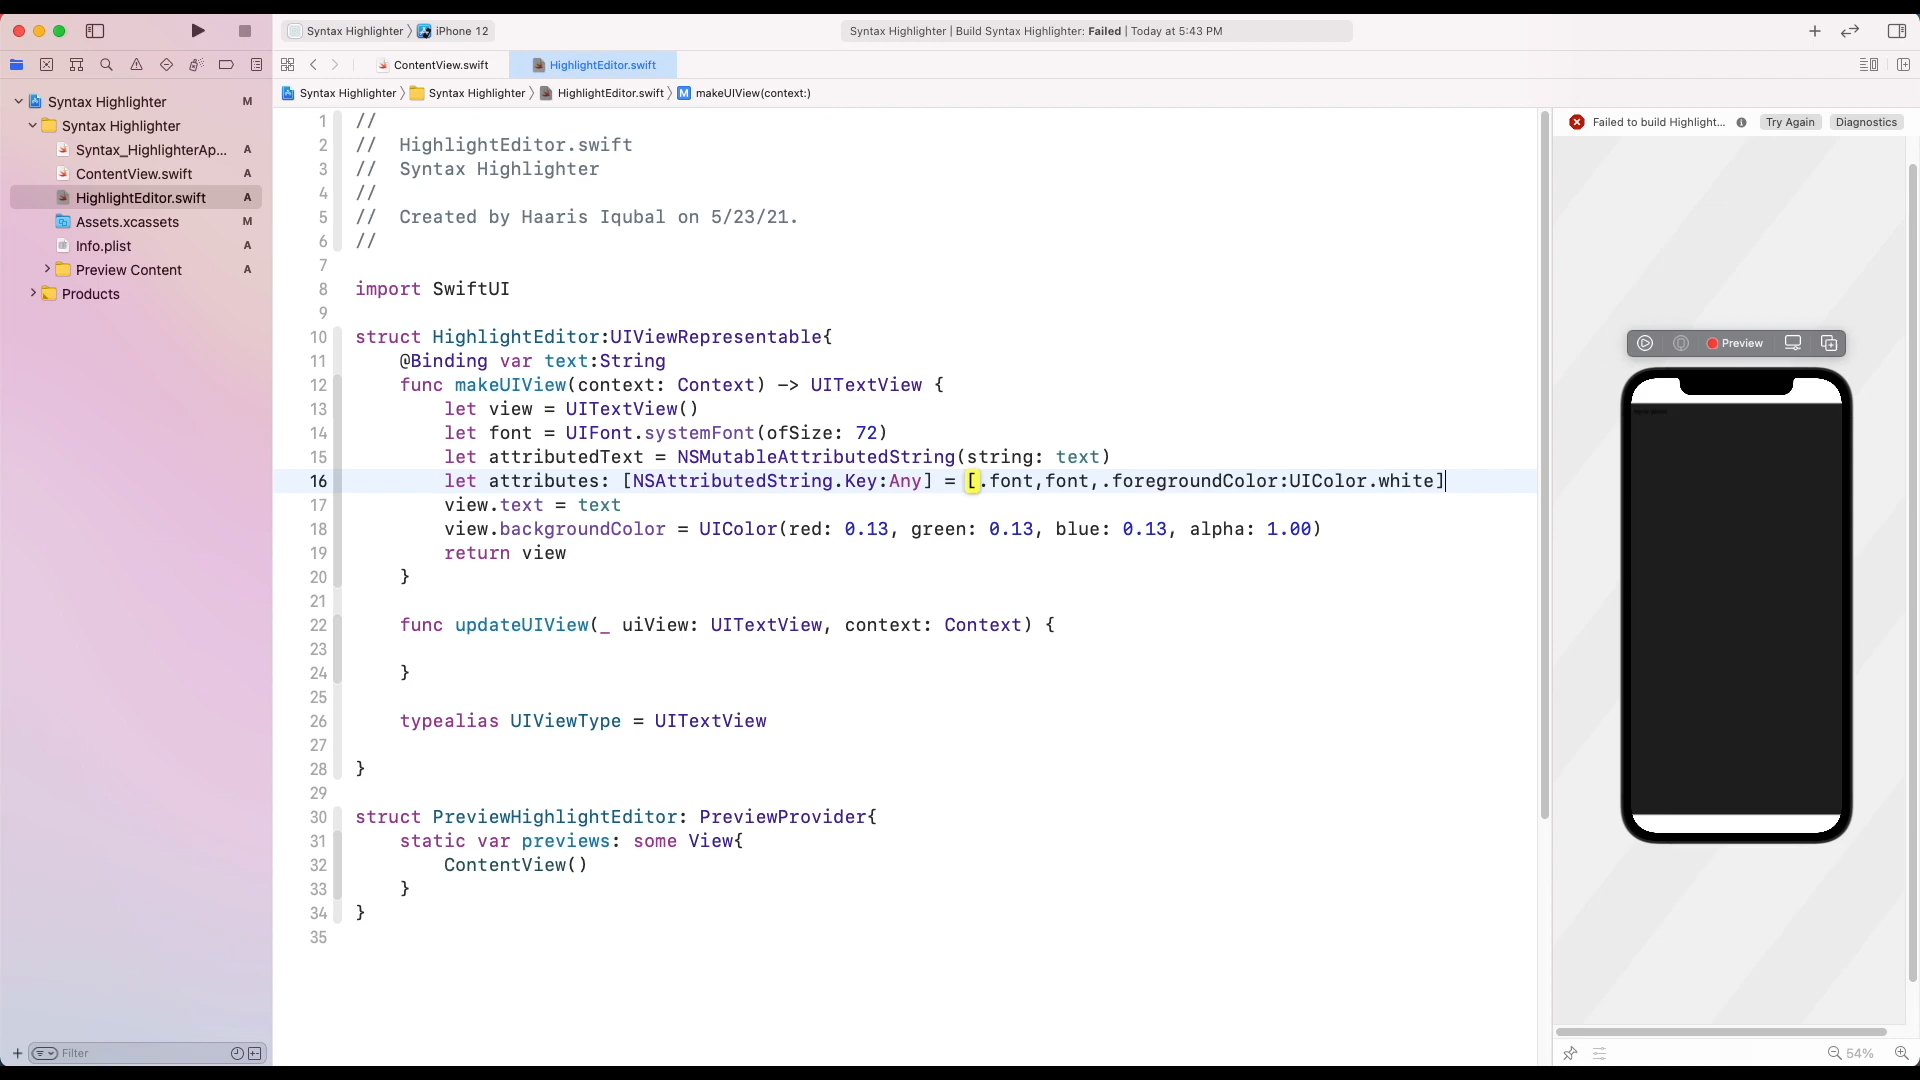 Syntax Highlighter 〉 iPhone 12
Syntax Highlighter | Build Syntax Highlighter: Failed | Today at 5:43 PM
ContentView.swift
HighlightEditor.swift
Syntax Highlighter 〉 Syntax Highlighter 〉 HighlightEditor.swift 〉 M makeUIView(context:)
Syntax Highlighter M
Syntax Highlighter
Syntax_HighlighterAp... A
ContentView.swift A
HighlightEditor.swift A
Assets.xcassets M
Info.plist A
Preview Content A
Products
Filter
1 //
2 //  HighlightEditor.swift
3 //  Syntax Highlighter
4 //
5 //  Created by Haaris Iqubal on 5/23/21.
6 //
7
8 import SwiftUI
9
10 struct HighlightEditor:UIViewRepresentable{
11     @Binding var text:String
12     func makeUIView(context: Context) -> UITextView {
13         let view = UITextView()
14         let font = UIFont.systemFont(ofSize: 72)
15         let attributedText = NSMutableAttributedString(string: text)
16         let attributes: [NSAttributedString.Key:Any] = [.font,font,.foregroundColor:UIColor.white]
17         view.text = text
18         view.backgroundColor = UIColor(red: 0.13, green: 0.13, blue: 0.13, alpha: 1.00)
19         return view
20     }
21
22     func updateUIView(_ uiView: UITextView, context: Context) {
23
24     }
25
26     typealias UIViewType = UITextView
27
28 }
29
30 struct PreviewHighlightEditor: PreviewProvider{
31     static var previews: some View{
32         ContentView()
33     }
34 }
35
Failed to build Highlight... Try Again Diagnostics
Preview
54%